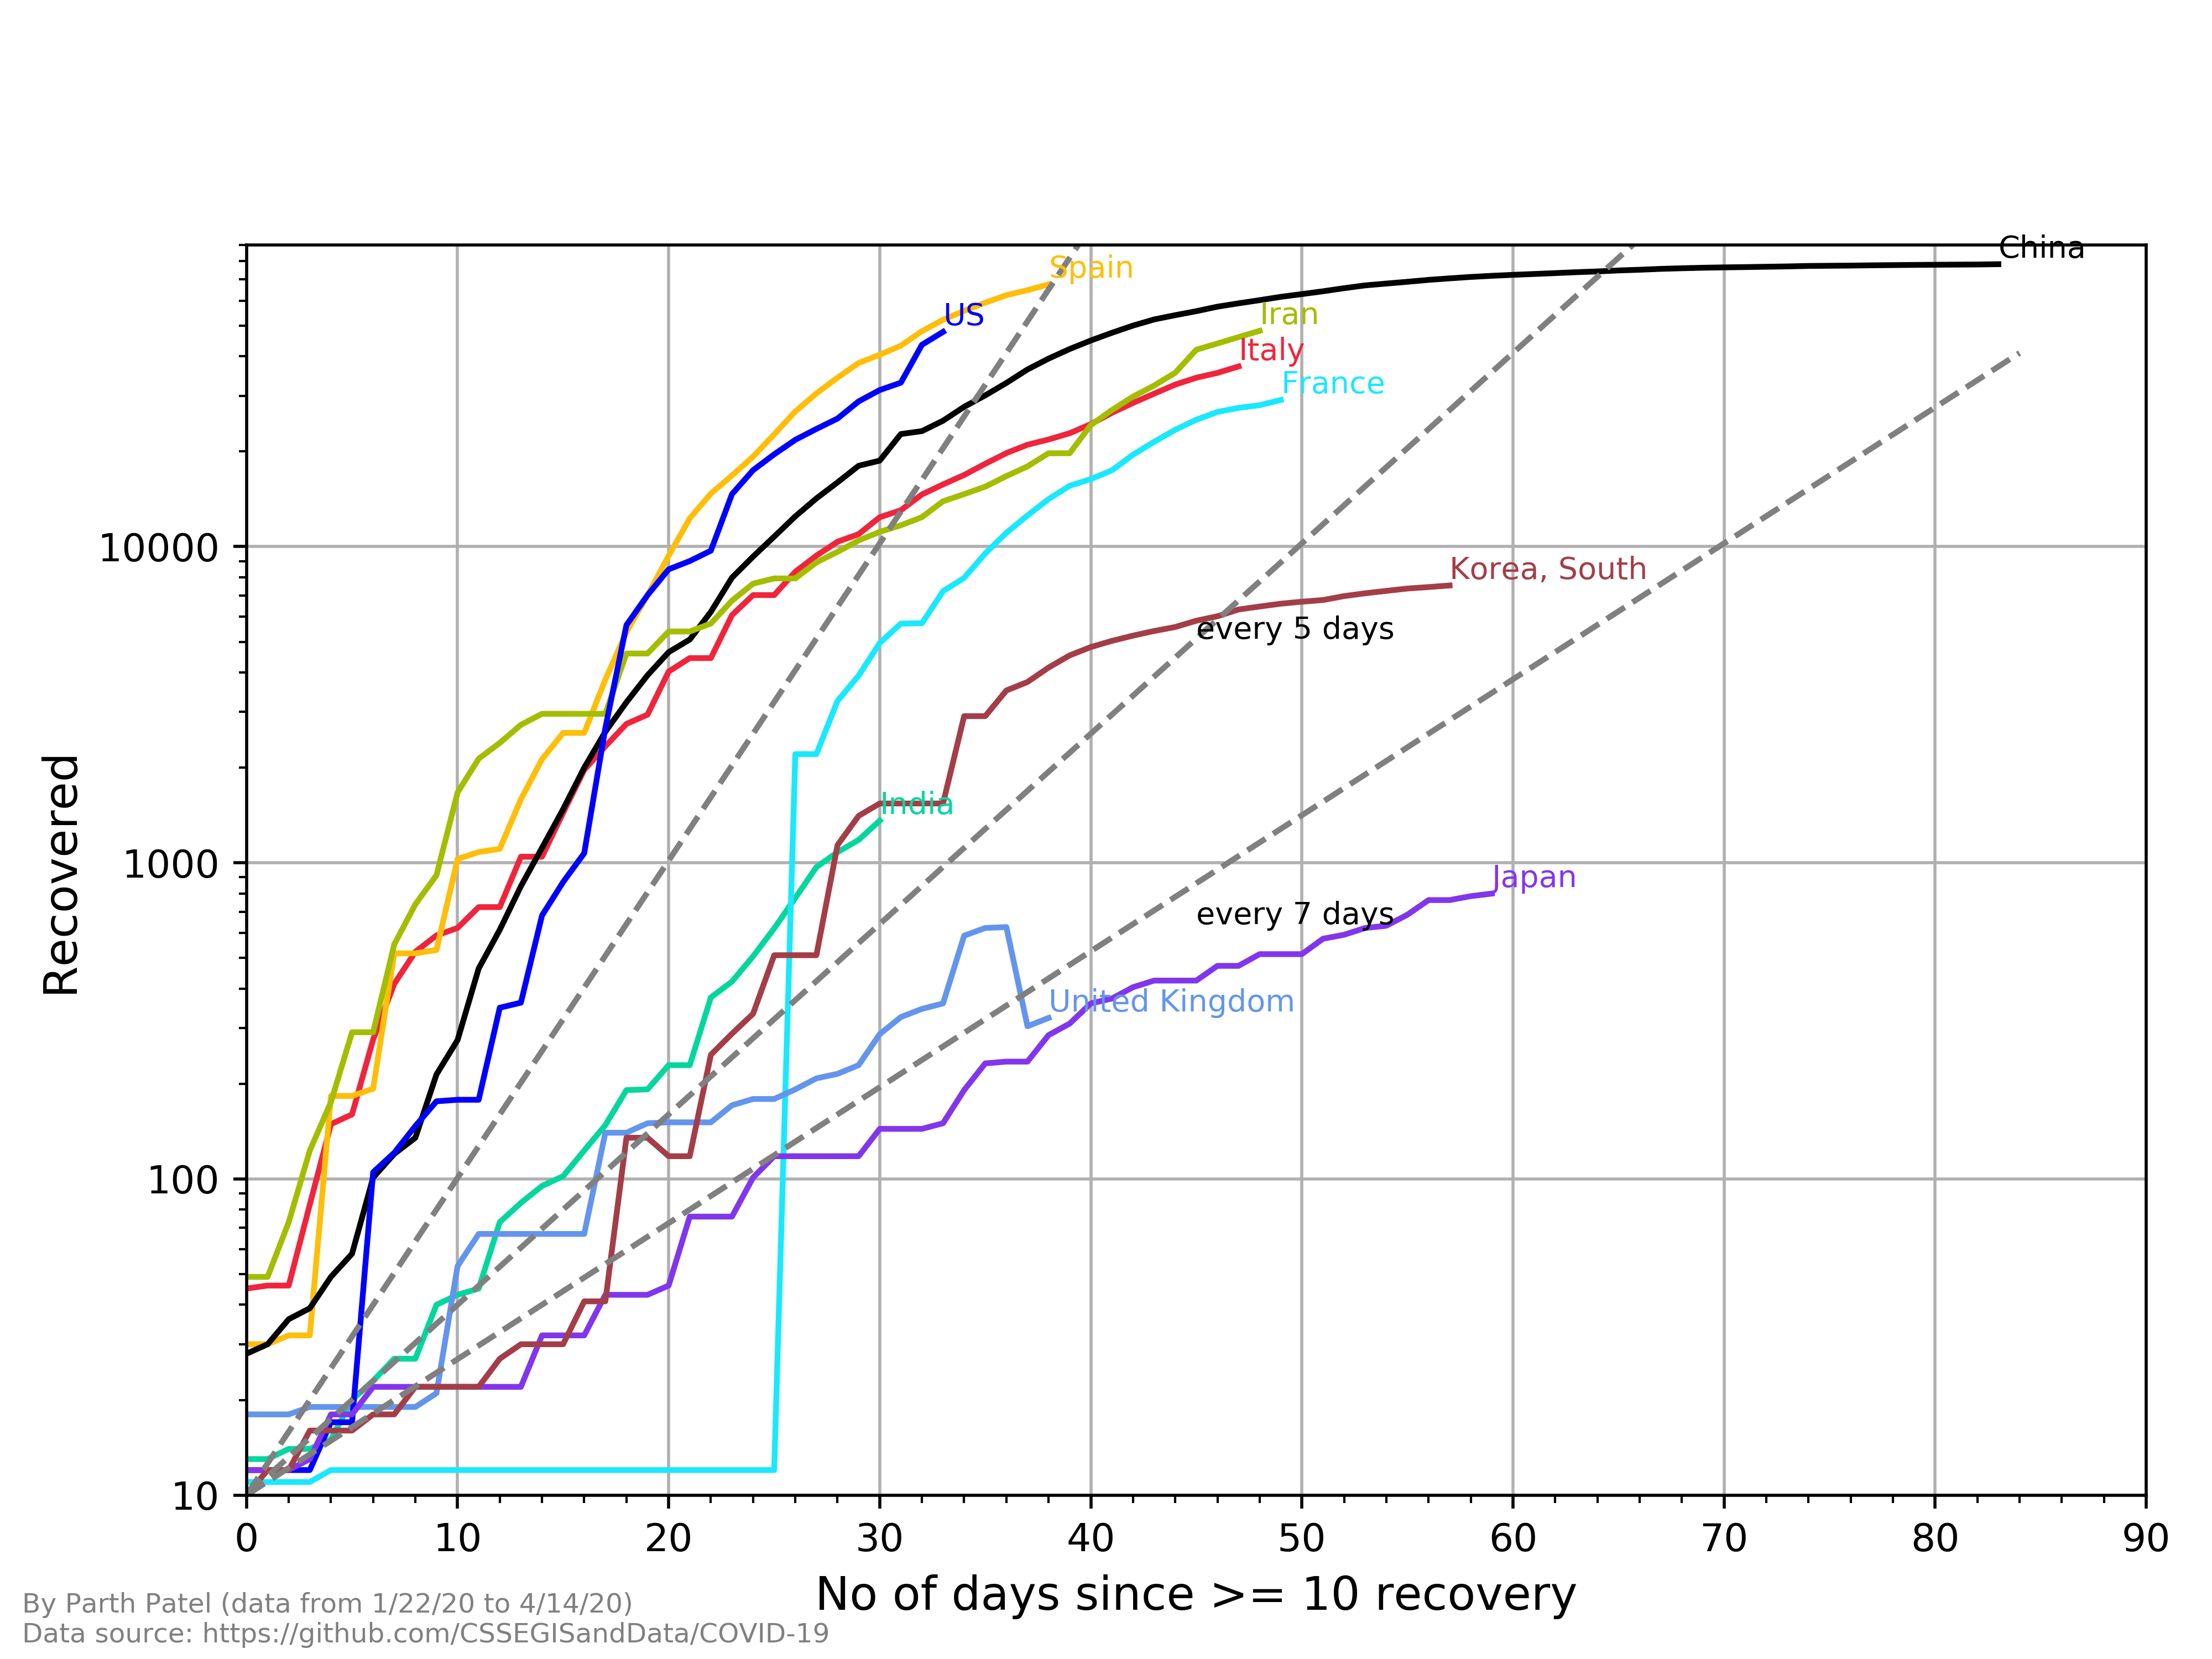 China
Spain
US
Iran
Italy
France
10000
Korea, South
every 5 days
India
1000
Japan
every 7 days
United Kingdom
100
10
Recovered
0 10 20 30 40 50 60 70 80 90
No of days since >= 10 recovery
By Parth Patel (data from 1/22/20 to 4/14/20)
Data source: https://github.com/CSSEGISandData/COVID-19